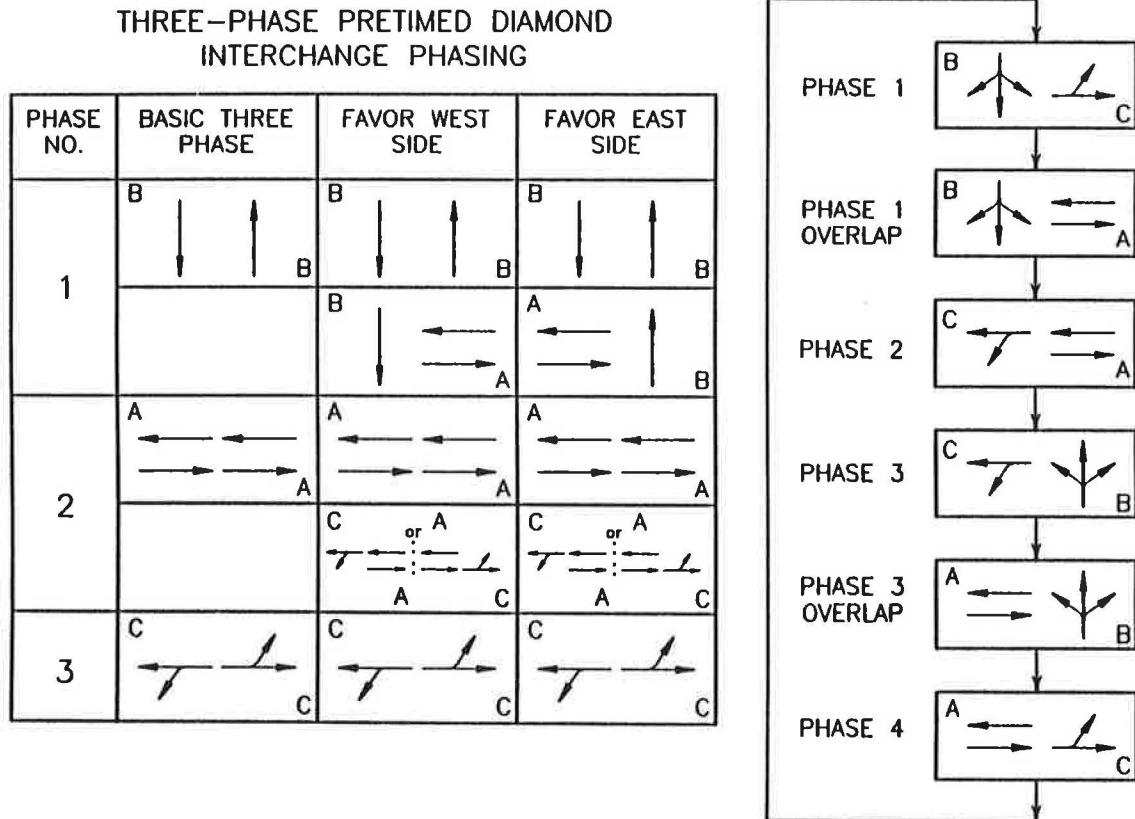 THREE-PHASE PRETIMED DIAMOND
INTERCHANGE PHASING
PHASE NO.
BASIC THREE PHASE
FAVOR WEST SIDE
FAVOR EAST SIDE
1
B B
B B
B B
B A
A B
2
A A
A A
A A
C or A
A C
C or A
A C
3
C C
C C
C C
PHASE 1
B C
PHASE 1
OVERLAP
B A
PHASE 2
C A
PHASE 3
C B
PHASE 3
OVERLAP
A B
PHASE 4
A C